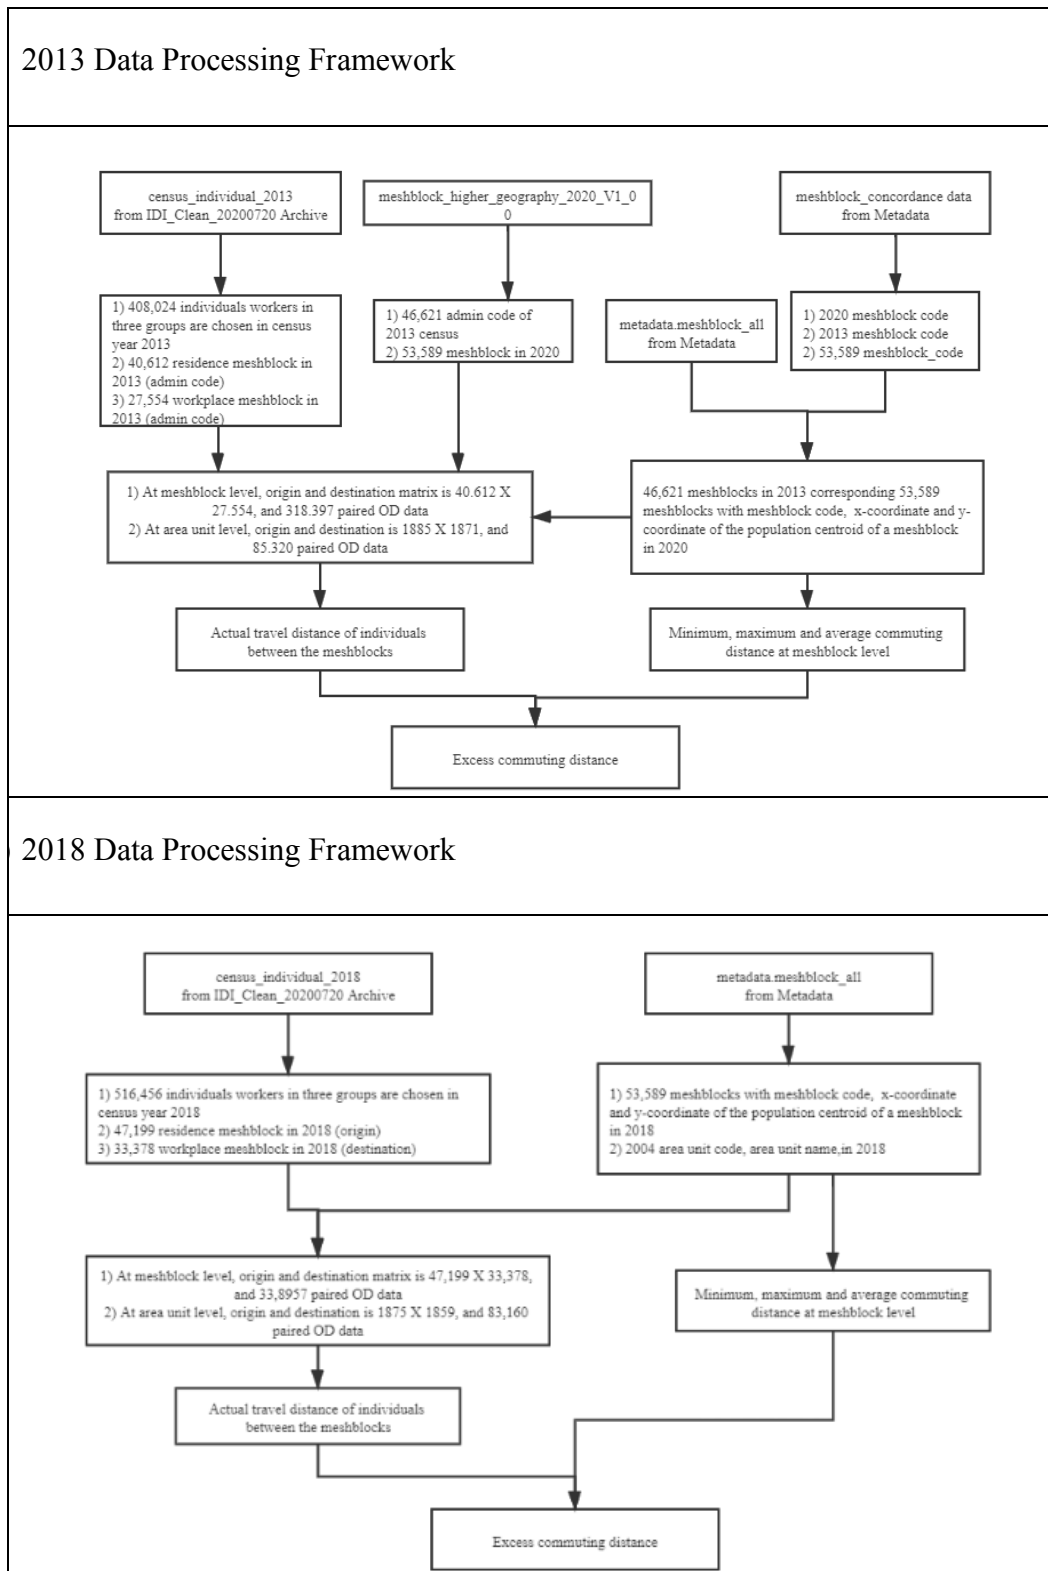 2013 Data Processing Framework
census_individual_2013
from IDI_Clean_20200720 Archive
meshblock_higher_geography_2020_V1_0
0
meshblock_concordance data
from Metadata
1) 408,024 individuals workers in
three groups are chosen in census
year 2013
2) 40,612 residence meshblock in
2013 (admin code)
3) 27,554 workplace meshblock in
2013 (admin code)
1) 46,621 admin code of
2013 census
2) 53,589 meshblock in 2020
metadata.meshblock_all
from Metadata
1) 2020 meshblock code
2) 2013 meshblock code
2) 53,589 meshblock_code
1) At meshblock level, origin and destination matrix is 40.612 X
27.554, and 318.397 paired OD data
2) At area unit level, origin and destination is 1885 X 1871, and
85.320 paired OD data
46,621 meshblocks in 2013 corresponding 53,589
meshblocks with meshblock code, x-coordinate and y-
coordinate of the population centroid of a meshblock
in 2020
Actual travel distance of individuals
between the meshblocks
Minimum, maximum and average commuting
distance at meshblock level
Excess commuting distance
) 2018 Data Processing Framework
census_individual_2018
from IDI_Clean_20200720 Archive
metadata.meshblock_all
from Metadata
1) 516,456 individuals workers in three groups are chosen in
census year 2018
2) 47,199 residence meshblock in 2018 (origin)
3) 33,378 workplace meshblock in 2018 (destination)
1) 53,589 meshblocks with meshblock code, x-coordinate
and y-coordinate of the population centroid of a meshblock
in 2018
2) 2004 area unit code, area unit name,in 2018
1) At meshblock level, origin and destination matrix is 47,199 X 33,378,
and 33,8957 paired OD data
2) At area unit level, origin and destination is 1875 X 1859, and 83,160
paired OD data
Minimum, maximum and average commuting
distance at meshblock level
Actual travel distance of individuals
between the meshblocks
Excess commuting distance